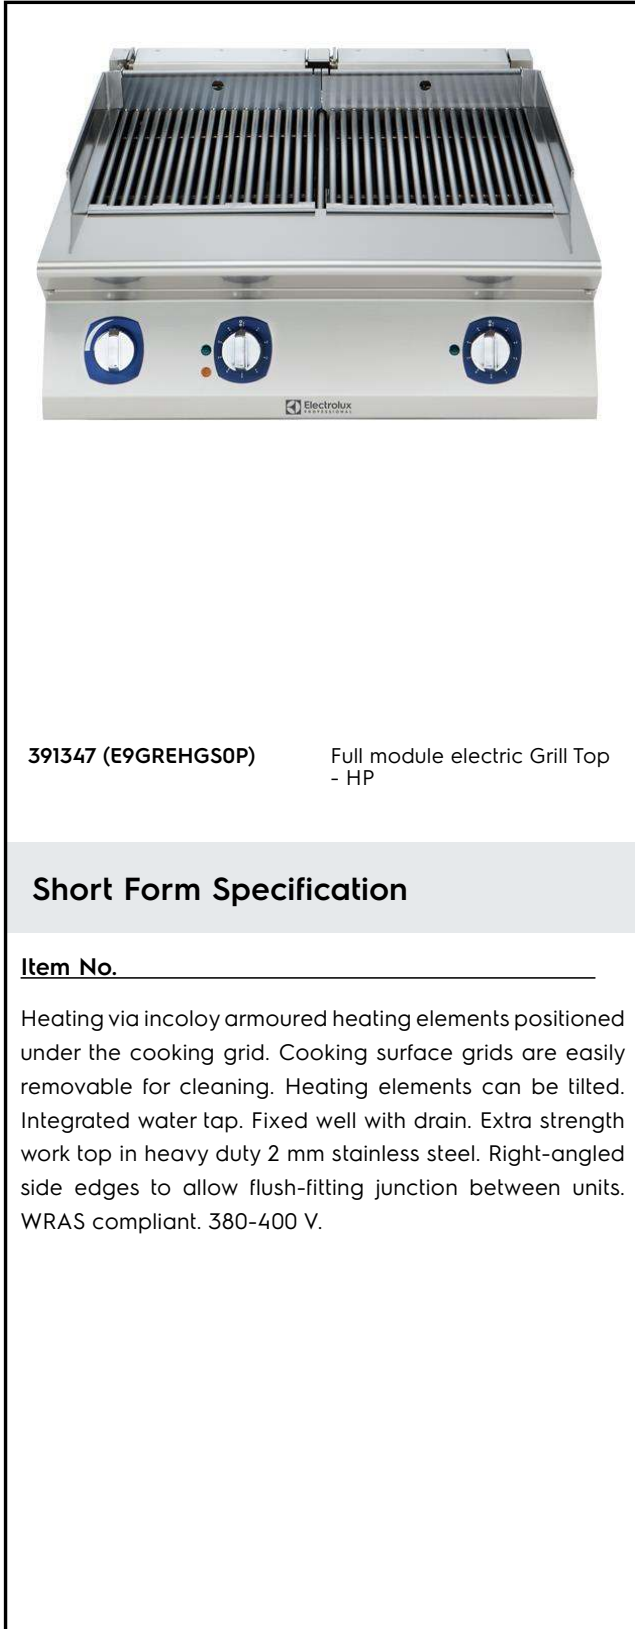 Electrolux
PROFESSIONAL
391347 (E9GREHGS0P)
Full module electric Grill Top
- HP
Short Form Specification
Item No.
Heating via incoloy armoured heating elements positioned
under the cooking grid. Cooking surface grids are easily
removable for cleaning. Heating elements can be tilted.
Integrated water tap. Fixed well with drain. Extra strength
work top in heavy duty 2 mm stainless steel. Right-angled
side edges to allow flush-fitting junction between units.
WRAS compliant. 380-400 V.